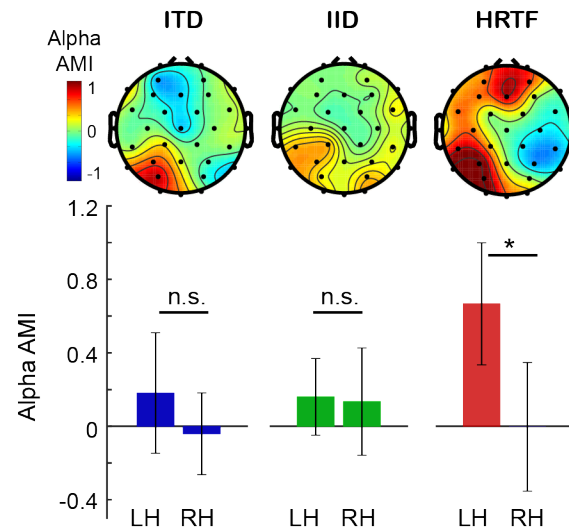 ITD IID HRTF
Alpha
AMI
1
0
-1
1.2
0.8
0.4
0
-0.4
Alpha AMI
n.s. n.s. *
LH RH LH RH LH RH